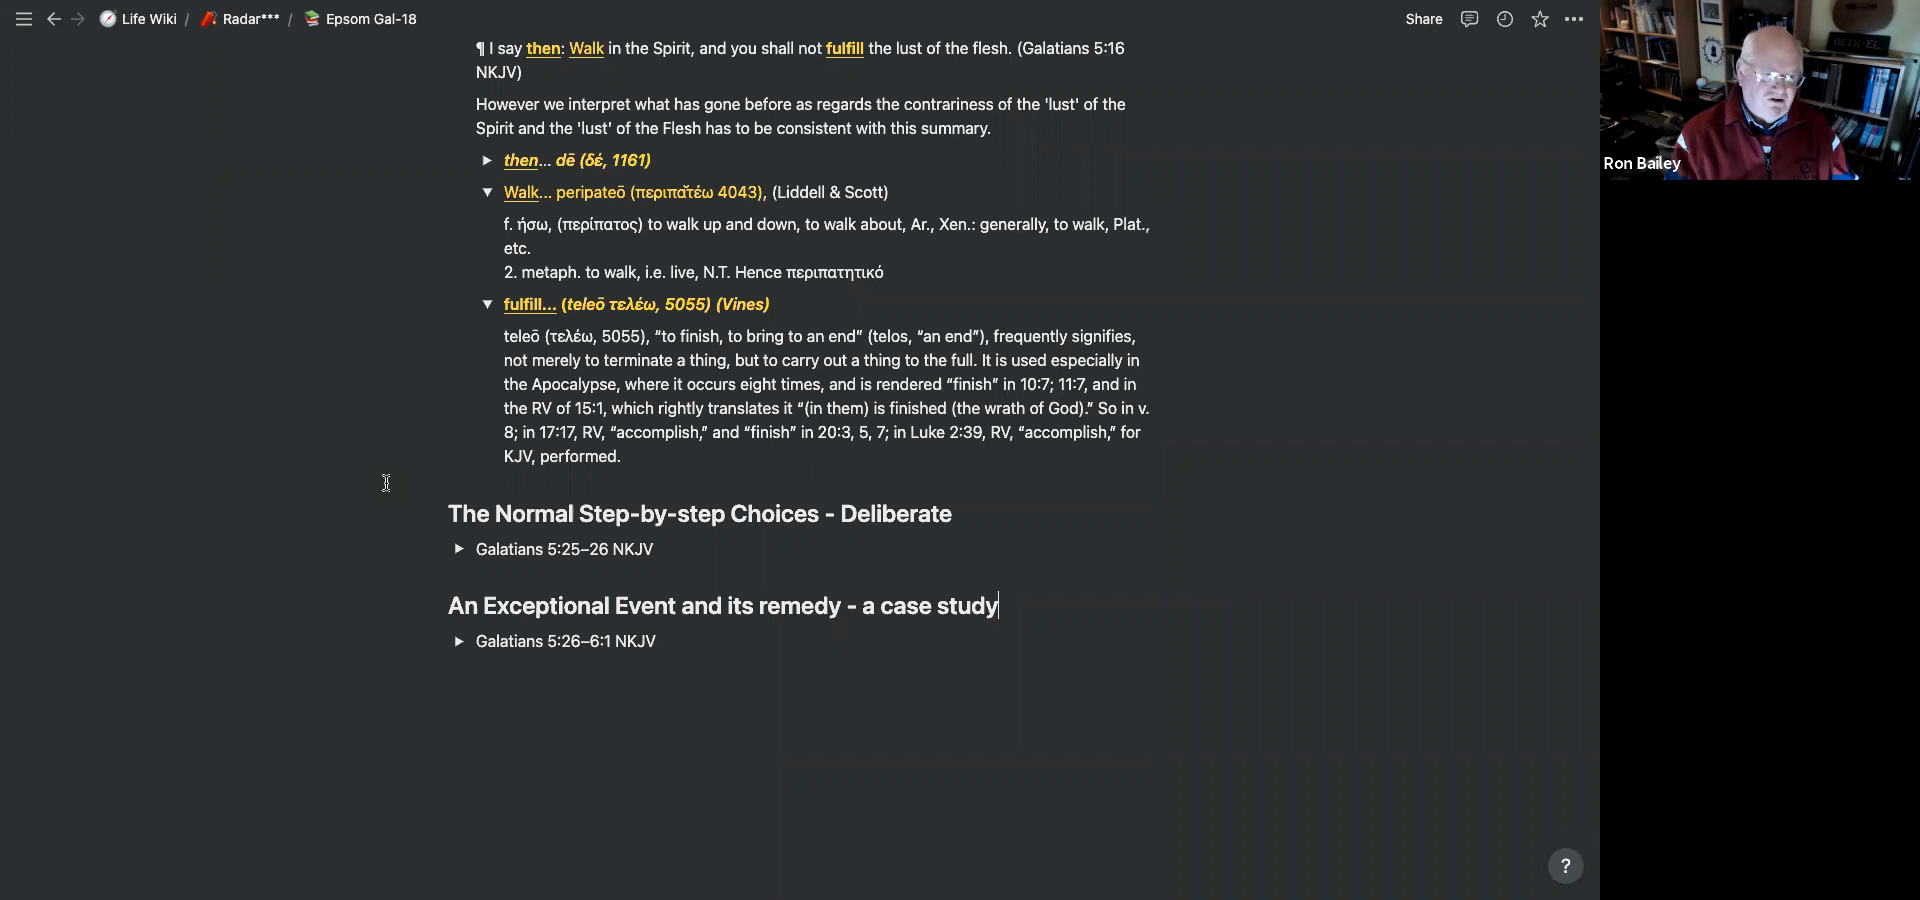 Life Wiki / Radar*** / Epsom Gal-18
Share
¶ I say then: Walk in the Spirit, and you shall not fulfill the lust of the flesh. (Galatians 5:16
NKJV)
However we interpret what has gone before as regards the contrariness of the 'lust' of the
Spirit and the 'lust' of the Flesh has to be consistent with this summary.
then... dē (δέ, 1161)
Walk... peripateō (περιπᾰτέω 4043), (Liddell & Scott)
f. ήσω, (περίπατος) to walk up and down, to walk about, Ar., Xen.: generally, to walk, Plat.,
etc.
2. metaph. to walk, i.e. live, N.T. Hence περιπατητικό
fulfill... (teleō τελέω, 5055) (Vines)
teleō (τελέω, 5055), “to finish, to bring to an end” (telos, “an end”), frequently signifies,
not merely to terminate a thing, but to carry out a thing to the full. It is used especially in
the Apocalypse, where it occurs eight times, and is rendered “finish” in 10:7; 11:7, and in
the RV of 15:1, which rightly translates it “(in them) is finished (the wrath of God).” So in v.
8; in 17:17, RV, “accomplish,” and “finish” in 20:3, 5, 7; in Luke 2:39, RV, “accomplish,” for
KJV, performed.
The Normal Step-by-step Choices - Deliberate
Galatians 5:25–26 NKJV
An Exceptional Event and its remedy - a case study
Galatians 5:26–6:1 NKJV
?
BETH-EL
Ron Bailey